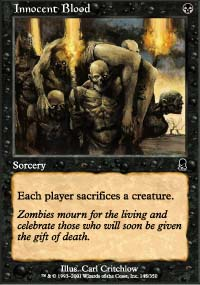 Innocent Blood
Sorcery
Each player sacrifices a creature.
Zombies mourn for the living and
celebrate those who will soon be given
the gift of death.
Illus. Carl Critchlow
™ & © 1993-2001 Wizards of the Coast, Inc. 145/350